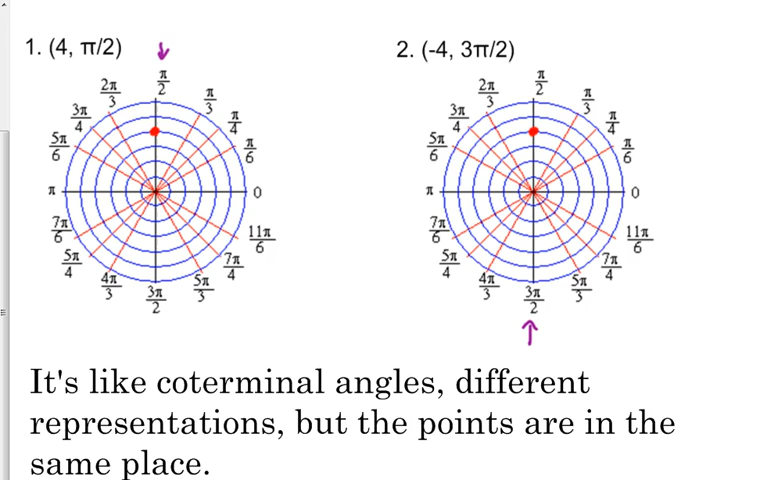 1. (4, π/2)
2. (-4, 3π/2)
π/2
2π/3
π/3
3π/4
π/4
5π/6
π/6
π
0
7π/6
11π/6
5π/4
7π/4
4π/3
3π/2
5π/3
π/2
2π/3
π/3
3π/4
π/4
5π/6
π/6
π
0
7π/6
11π/6
5π/4
7π/4
4π/3
3π/2
5π/3
It's like coterminal angles, different
representations, but the points are in the
same place.